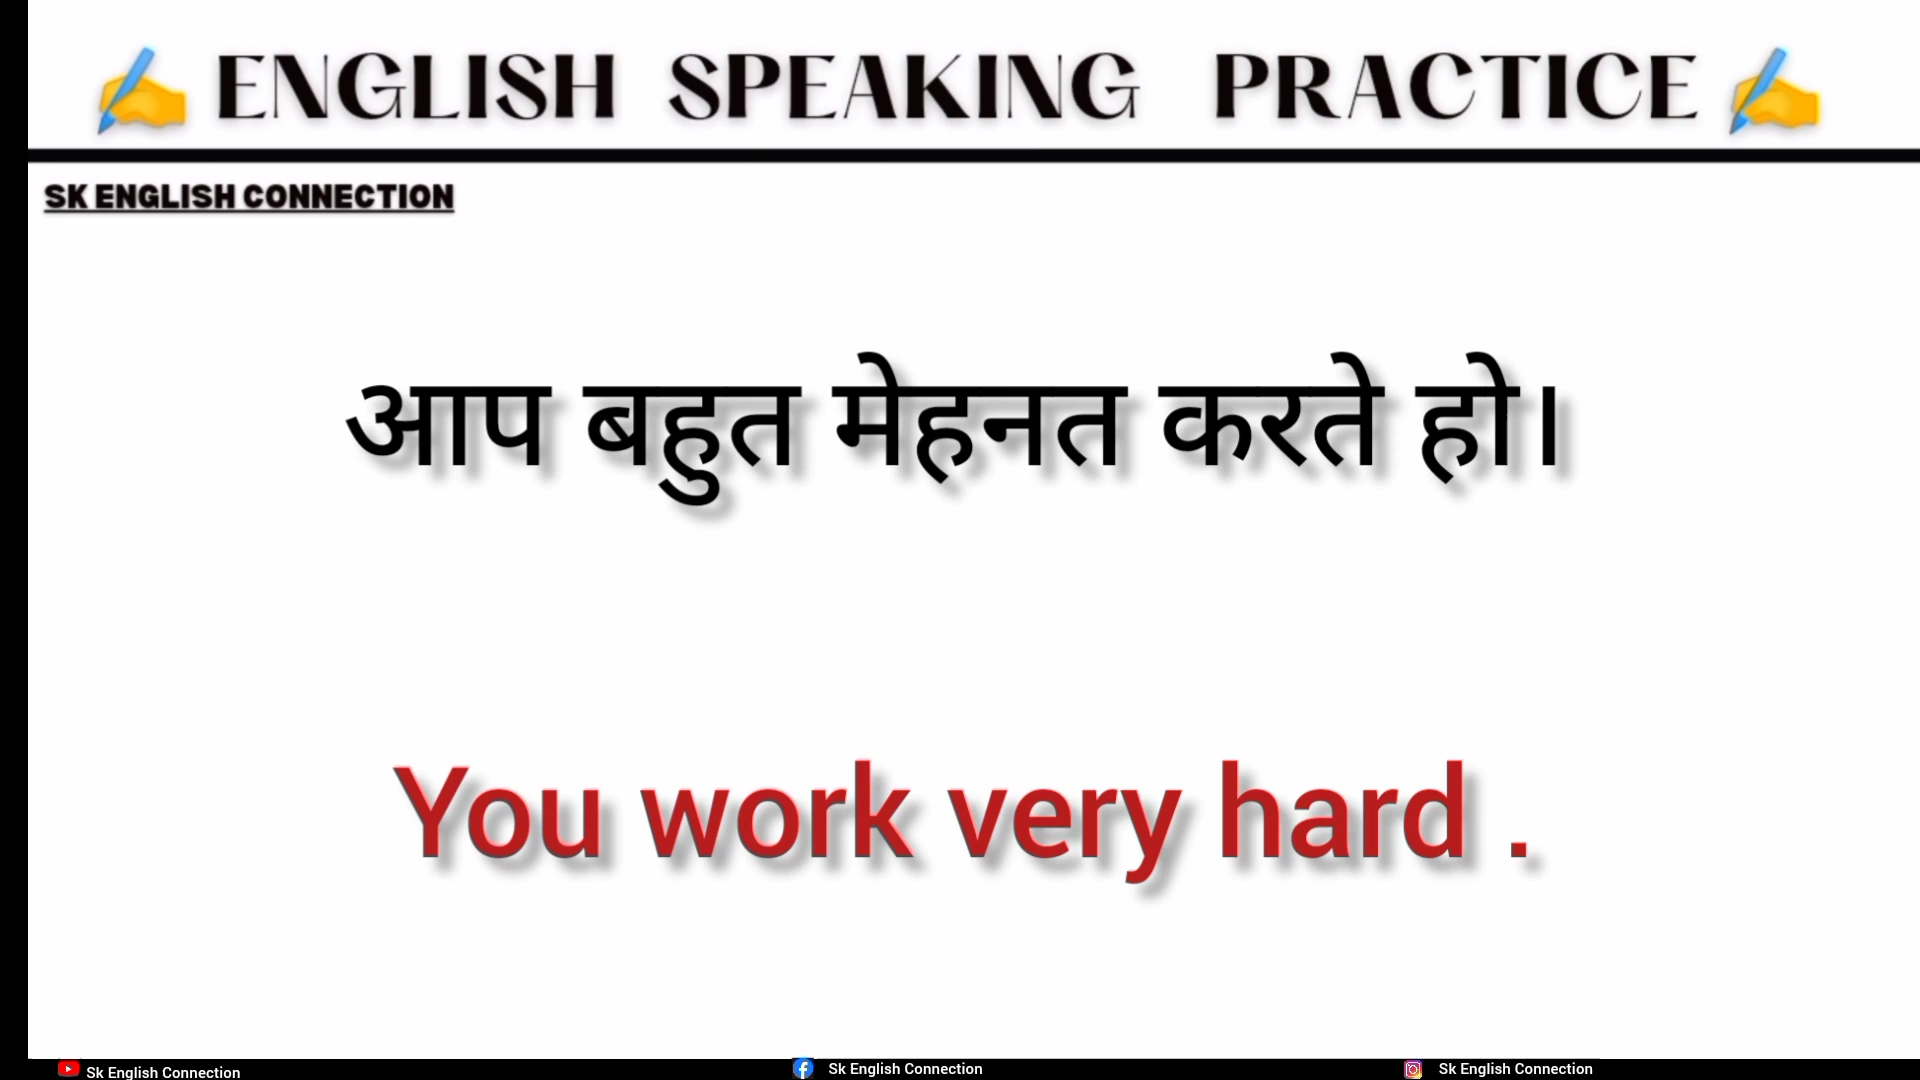 ✍️ ENGLISH SPEAKING PRACTICE ✍️
SK ENGLISH CONNECTION
आप बहुत मेहनत करते हो।
You work very hard .
Sk English Connection
Sk English Connection
Sk English Connection